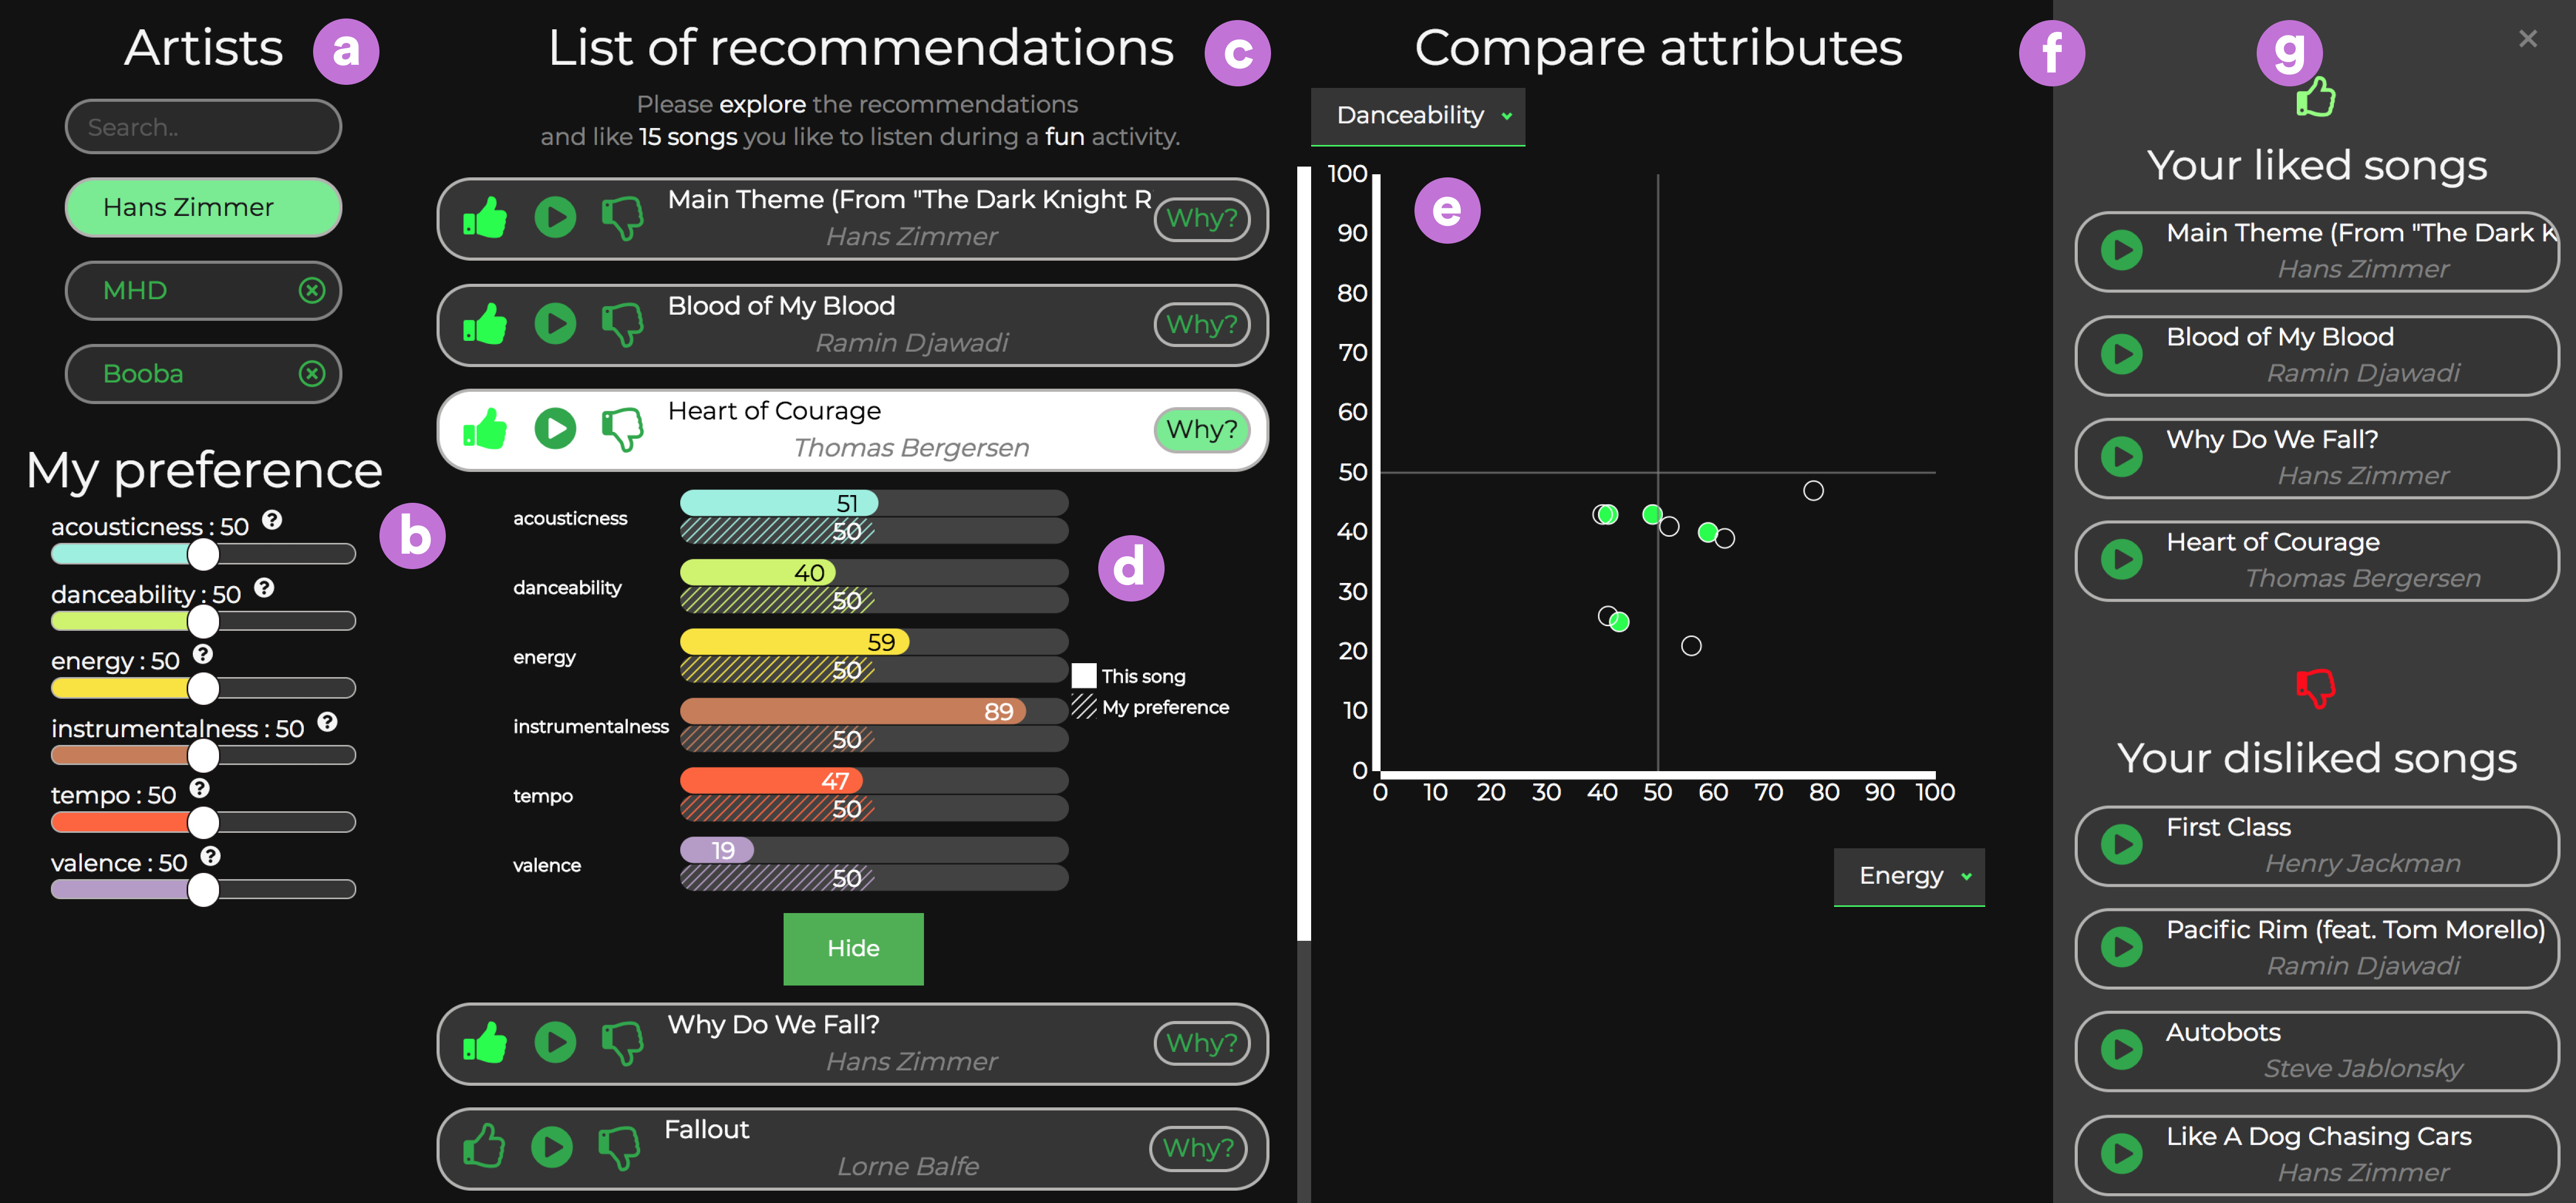 Artists
a
Search..
Hans Zimmer
MHD
Booba
My preference
b
acousticness : 50 ?
danceability : 50 ?
energy : 50 ?
instrumentalness : 50 ?
tempo : 50 ?
valence : 50 ?
List of recommendations
c
Please explore the recommendations
and like 15 songs you like to listen during a fun activity.
Main Theme (From "The Dark Knight R
Hans Zimmer
Why?
Blood of My Blood
Ramin Djawadi
Why?
Heart of Courage
Thomas Bergersen
Why?
acousticness
51
50
danceability
40
50
energy
59
50
instrumentalness
89
50
tempo
47
50
valence
19
50
d
This song
My preference
Hide
Why Do We Fall?
Hans Zimmer
Why?
Fallout
Lorne Balfe
Why?
Compare attributes
f
Danceability
e
100
90
80
70
60
50
40
30
20
10
0
0 10 20 30 40 50 60 70 80 90 100
Energy
g
×
Your liked songs
Main Theme (From "The Dark K
Hans Zimmer
Blood of My Blood
Ramin Djawadi
Why Do We Fall?
Hans Zimmer
Heart of Courage
Thomas Bergersen
Your disliked songs
First Class
Henry Jackman
Pacific Rim (feat. Tom Morello)
Ramin Djawadi
Autobots
Steve Jablonsky
Like A Dog Chasing Cars
Hans Zimmer